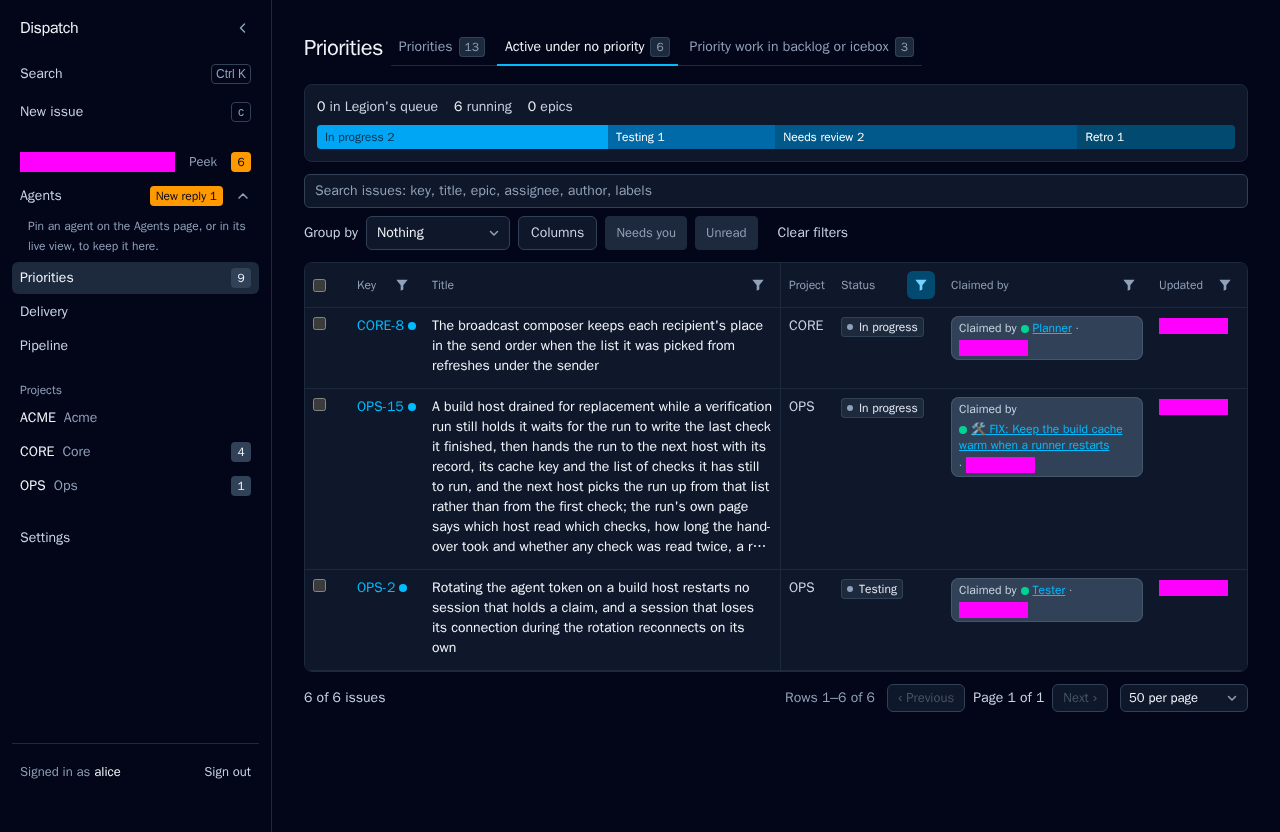 Dispatch
Search
Ctrl K
New issue
c
Peek
6
Agents
New reply 1
Pin an agent on the Agents page, or in its
live view, to keep it here.
Priorities
9
Delivery
Pipeline
Projects
ACME Acme
CORE Core
4
OPS Ops
1
Settings
Signed in as alice
Sign out
Priorities
Priorities 13
Active under no priority 6
Priority work in backlog or icebox 3
0 in Legion's queue 6 running 0 epics
In progress 2
Testing 1
Needs review 2
Retro 1
Search issues: key, title, epic, assignee, author, labels
Group by
Nothing
Columns
Needs you
Unread
Clear filters
Key
Title
Project
Status
Claimed by
Updated
CORE-8
The broadcast composer keeps each recipient's place
in the send order when the list it was picked from
refreshes under the sender
CORE
In progress
Claimed by Planner ·
OPS-15
A build host drained for replacement while a verification
run still holds it waits for the run to write the last check
it finished, then hands the run to the next host with its
record, its cache key and the list of checks it has still
to run, and the next host picks the run up from that list
rather than from the first check; the run's own page
says which host read which checks, how long the hand-
over took and whether any check was read twice, a r…
OPS
In progress
Claimed by
🛠️ FIX: Keep the build cache
warm when a runner restarts
·
OPS-2
Rotating the agent token on a build host restarts no
session that holds a claim, and a session that loses
its connection during the rotation reconnects on its
own
OPS
Testing
Claimed by Tester ·
6 of 6 issues
Rows 1–6 of 6
‹ Previous
Page 1 of 1
Next ›
50 per page